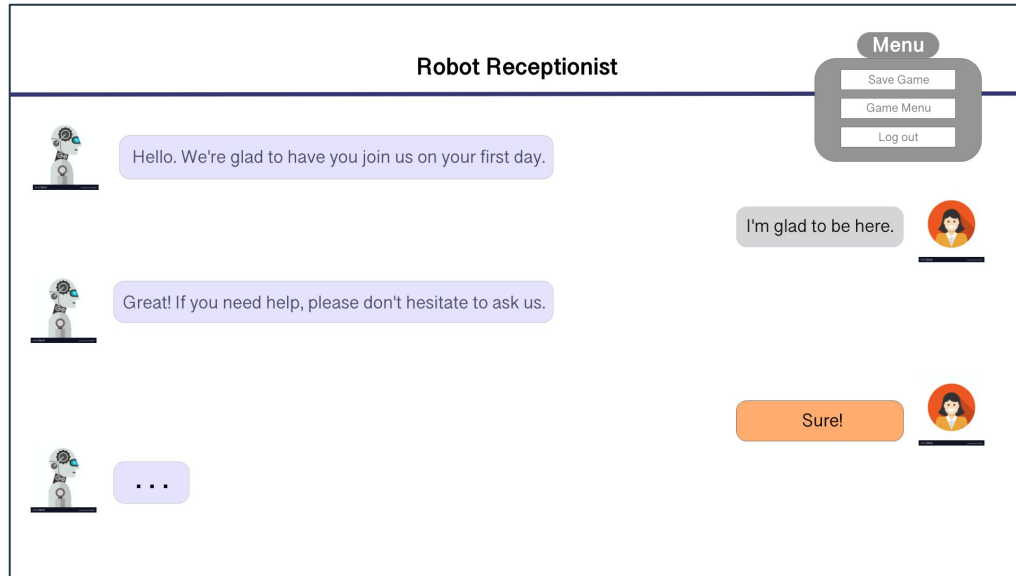 Robot Receptionist
Menu
Save Game
Game Menu
Log out
Hello. We're glad to have you join us on your first day.
I'm glad to be here.
Great! If you need help, please don't hesitate to ask us.
Sure!
...